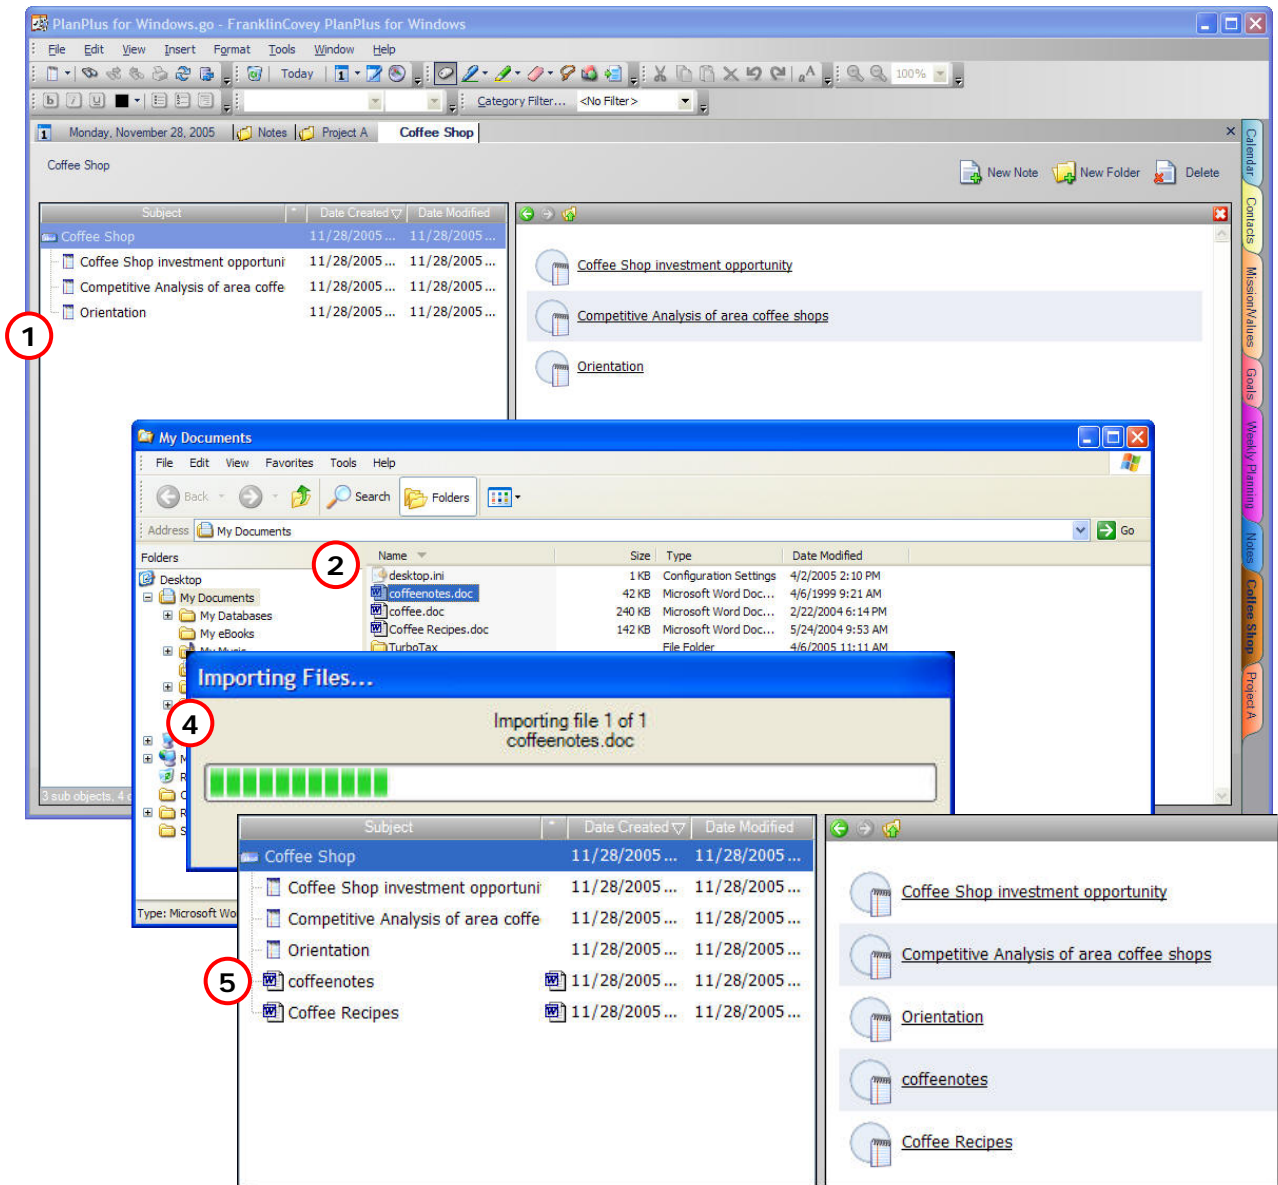 PlanPlus for Windows.go - FranklinCovey PlanPlus for Windows
File Edit View Insert Format Tools Window Help
Today 1 100%
b i u Category Filter... <No Filter>
1 Monday, November 28, 2005 Notes Project A Coffee Shop
Coffee Shop New Note New Folder Delete
Subject Date Created Date Modified
Coffee Shop 11/28/2005... 11/28/2005...
Coffee Shop investment opportuni 11/28/2005... 11/28/2005...
Competitive Analysis of area coffe 11/28/2005... 11/28/2005...
Orientation 11/28/2005... 11/28/2005...
1
Coffee Shop investment opportunity
Competitive Analysis of area coffee shops
Orientation
Calendar
Contacts
Mission/Values
Goals
Weekly Planning
Notes
Coffee Shop
Project A
3 sub objects, 4
My Documents
File Edit View Favorites Tools Help
Back Search Folders
Address My Documents Go
Folders
Desktop
My Documents
My Databases
My eBooks
My Music
2
Name Size Type Date Modified
desktop.ini 1 KB Configuration Settings 4/2/2005 2:10 PM
coffeenotes.doc 42 KB Microsoft Word Doc... 4/6/1999 9:21 AM
coffee.doc 240 KB Microsoft Word Doc... 2/22/2004 6:14 PM
Coffee Recipes.doc 142 KB Microsoft Word Doc... 5/24/2004 9:53 AM
TurboTax File Folder 4/6/2005 11:11 AM
Type: Microsoft Wo
Importing Files...
4
Importing file 1 of 1
coffeenotes.doc
Subject Date Created Date Modified
Coffee Shop 11/28/2005... 11/28/2005...
Coffee Shop investment opportuni 11/28/2005... 11/28/2005...
Competitive Analysis of area coffe 11/28/2005... 11/28/2005...
Orientation 11/28/2005... 11/28/2005...
5
coffeenotes 11/28/2005... 11/28/2005...
Coffee Recipes 11/28/2005... 11/28/2005...
Coffee Shop investment opportunity
Competitive Analysis of area coffee shops
Orientation
coffeenotes
Coffee Recipes